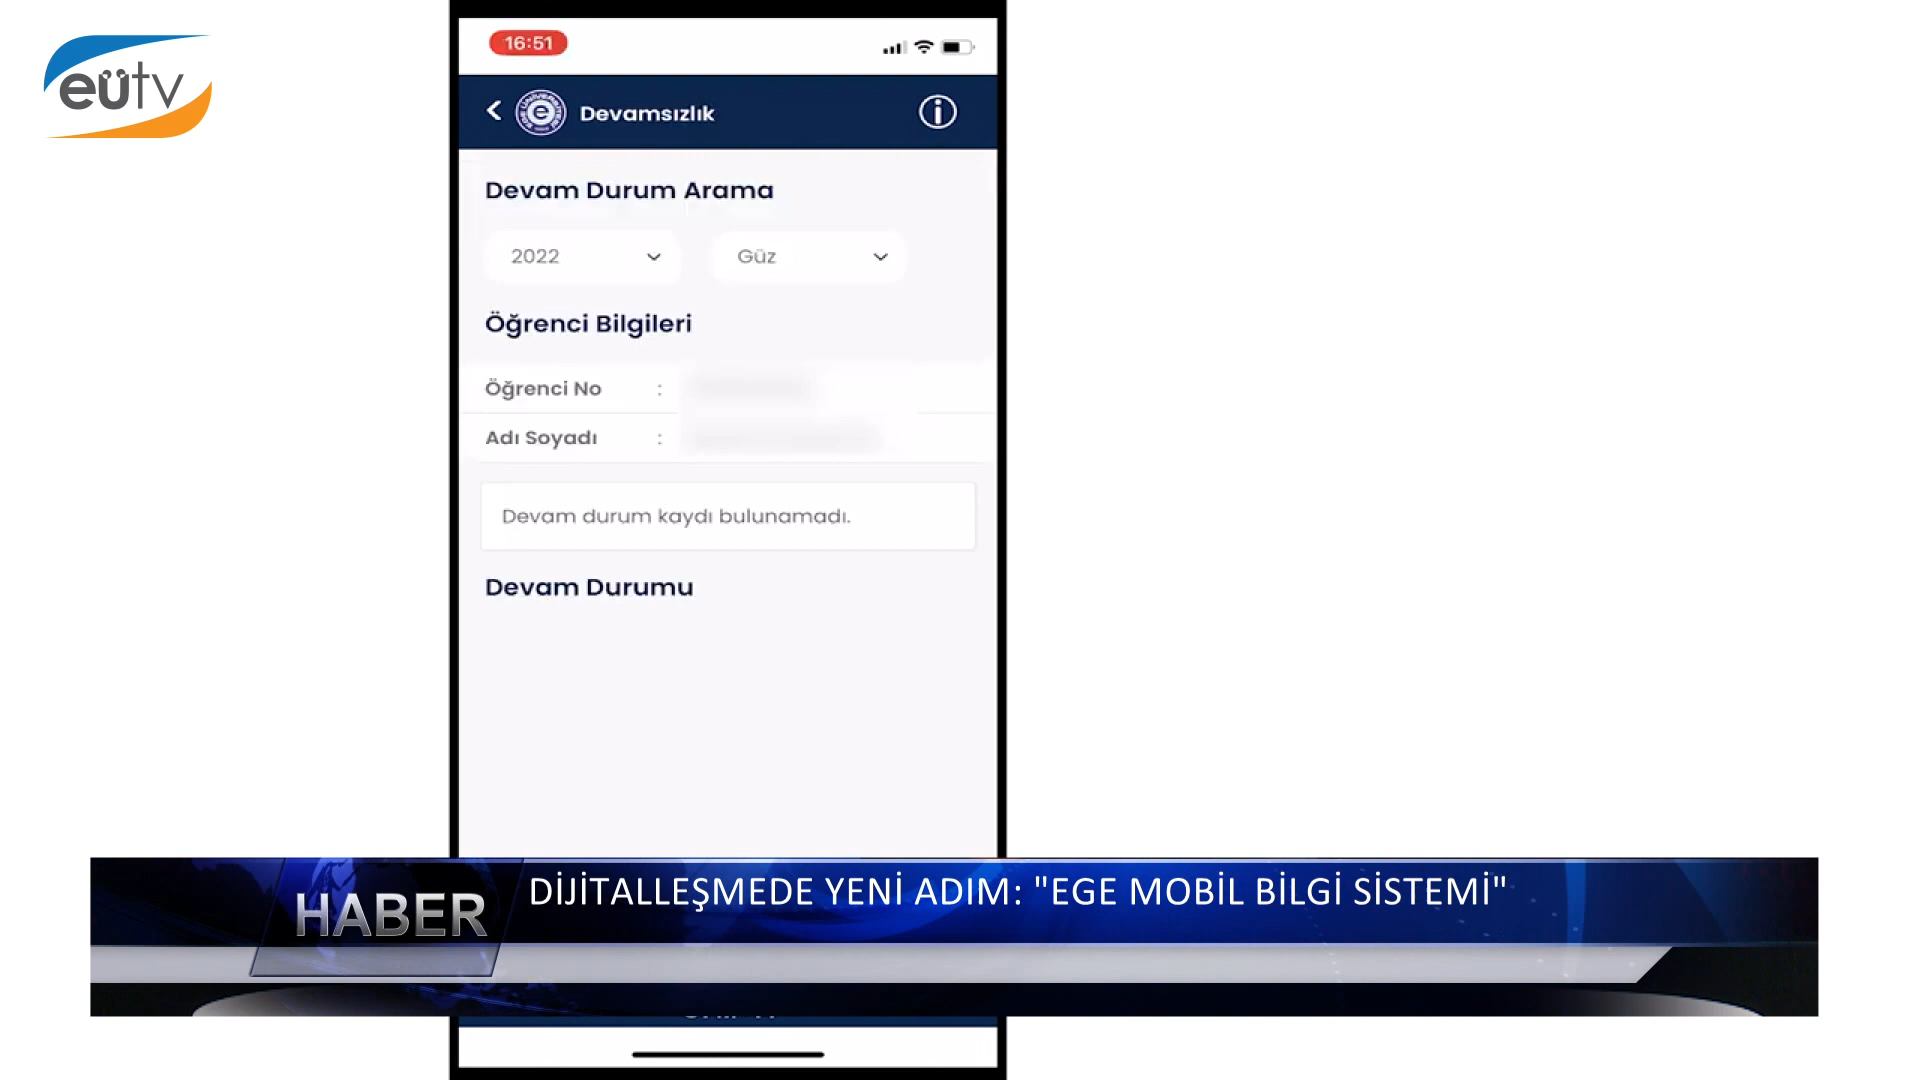 eütv
16:51
Devamsızlık
Devam Durum Arama
2022
Güz
Öğrenci Bilgileri
Öğrenci No :
Adı Soyadı :
Devam durum kaydı bulunamadı.
Devam Durumu
HABER
DİJİTALLEŞMEDE YENİ ADIM: "EGE MOBİL BİLGİ SİSTEMİ"